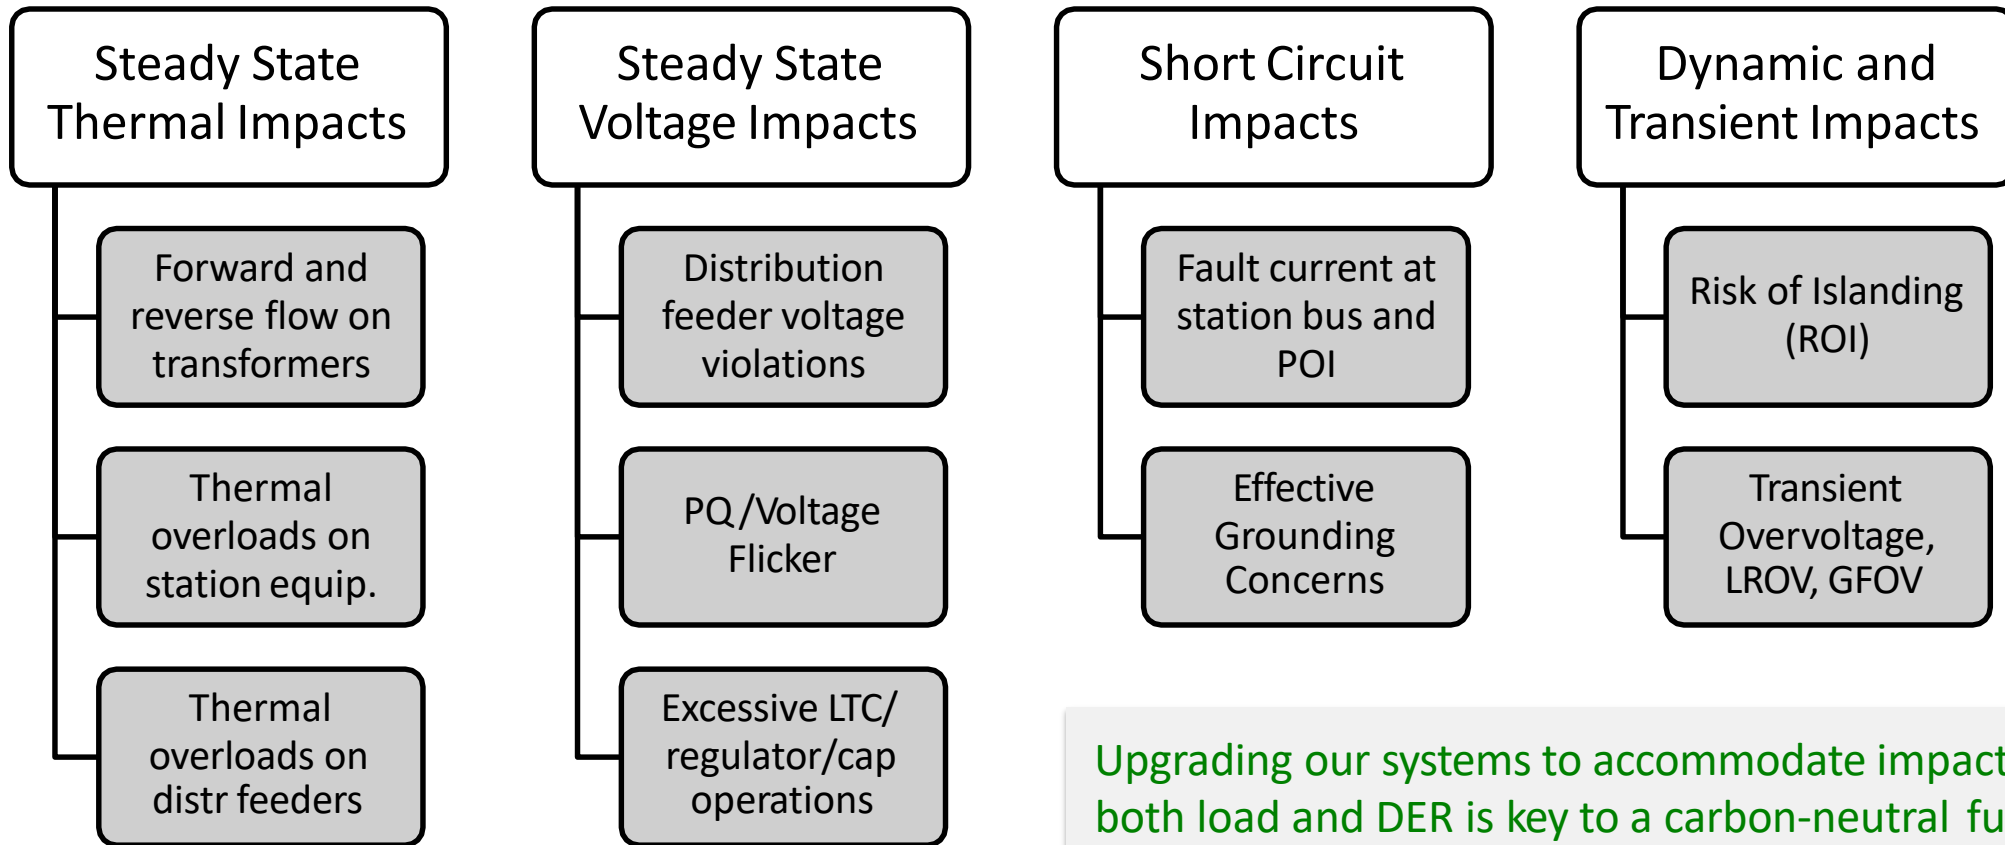 Steady State
Thermal Impacts
Forward and
reverse flow on
transformers
Thermal
overloads on
station equip.
Thermal
overloads on
distr feeders
Steady State
Voltage Impacts
Distribution
feeder voltage
violations
PQ/Voltage
Flicker
Excessive LTC/
regulator/cap
operations
Short Circuit
Impacts
Fault current at
station bus and
POI
Effective
Grounding
Concerns
Dynamic and
Transient Impacts
Risk of Islanding
(ROI)
Transient
Overvoltage,
LROV, GFOV
Upgrading our systems to accommodate impact
both load and DER is key to a carbon-neutral fu